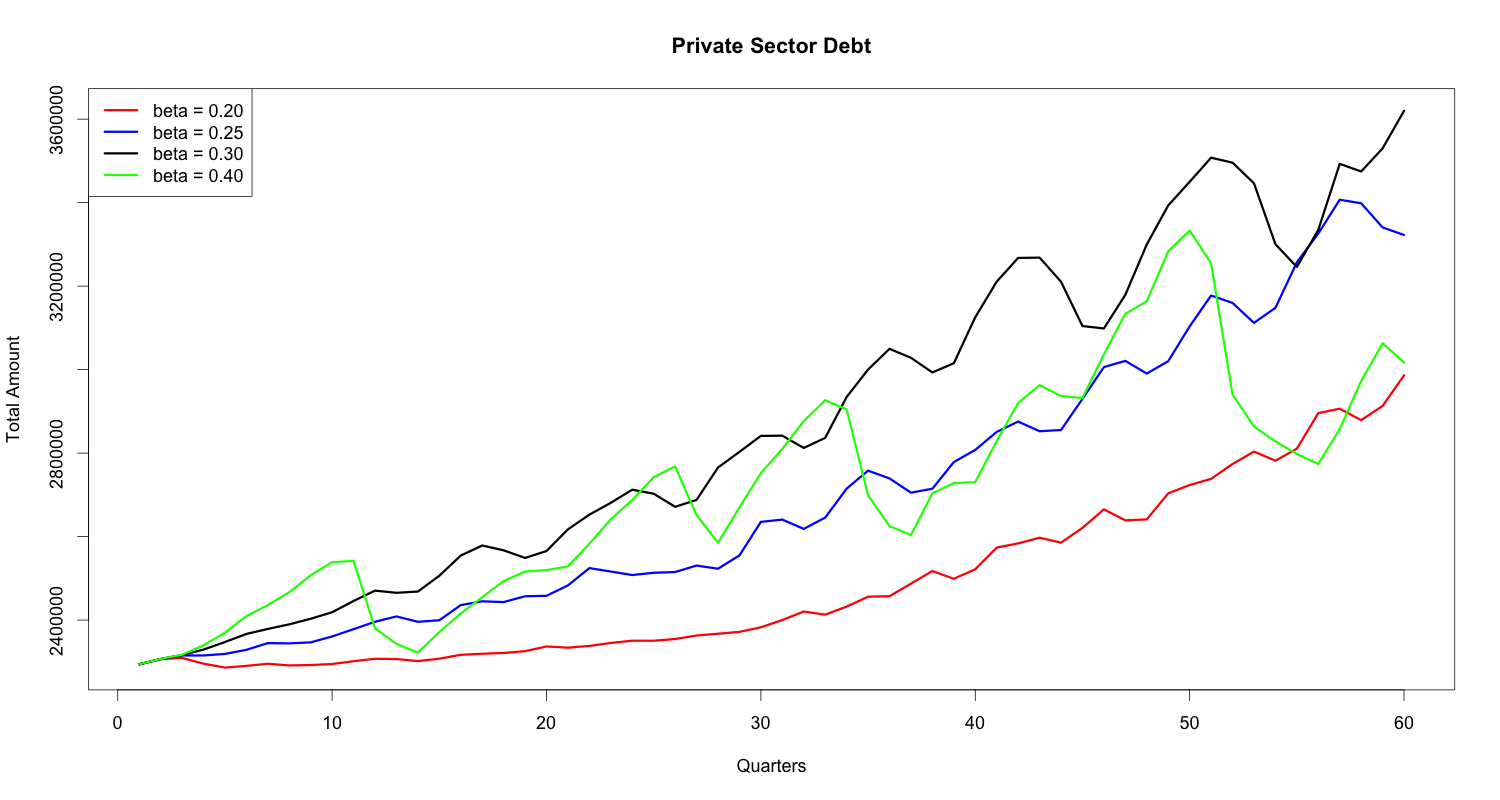 Private Sector Debt
beta = 0.20
beta = 0.25
beta = 0.30
beta = 0.40
Total Amount
3600000
3200000
2800000
2400000
0 10 20 30 40 50 60
Quarters